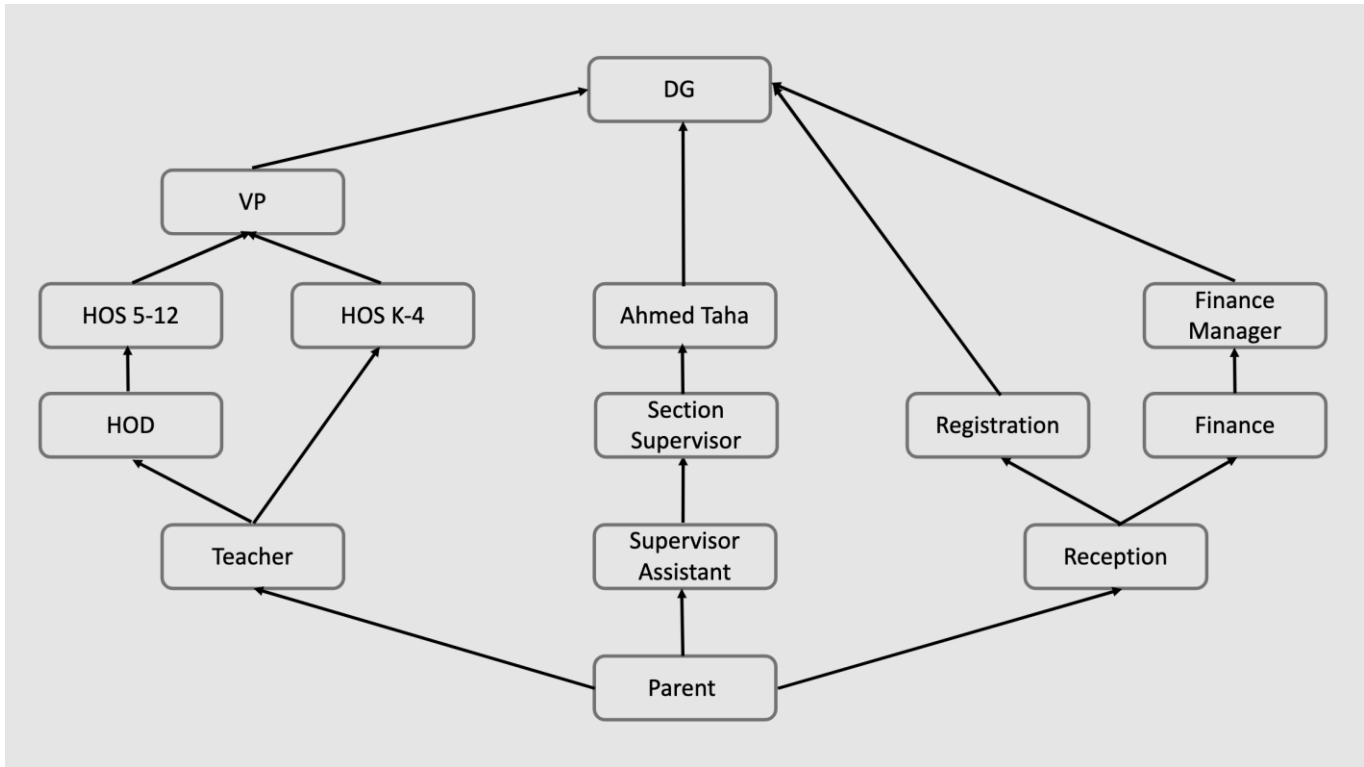 DG
VP
HOS 5-12
HOS K-4
Ahmed Taha
Finance
Manager
HOD
Section
Supervisor
Registration
Finance
Teacher
Supervisor
Assistant
Reception
Parent